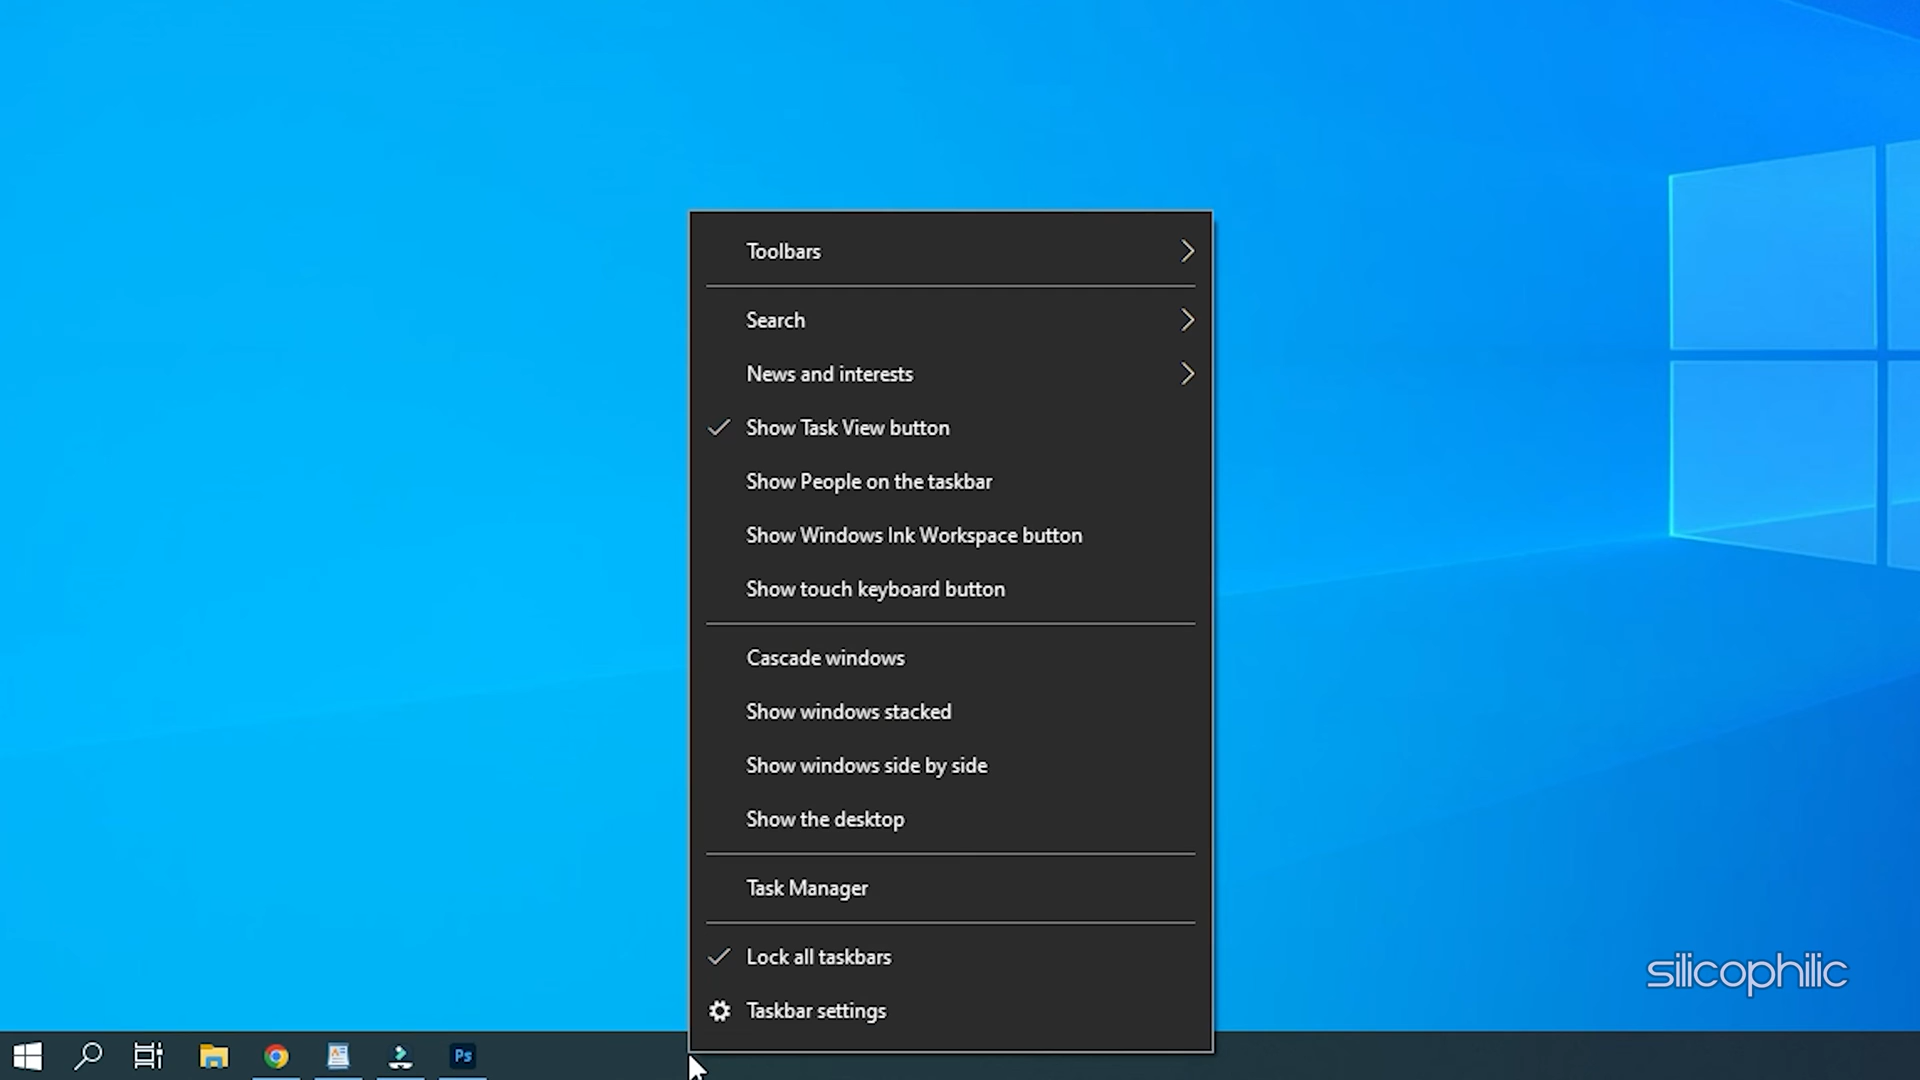 Toolbars
Search
News and interests
Show Task View button
Show People on the taskbar
Show Windows Ink Workspace button
Show touch keyboard button
Cascade windows
Show windows stacked
Show windows side by side
Show the desktop
Task Manager
Lock all taskbars
Taskbar settings
silicophilic
Ps